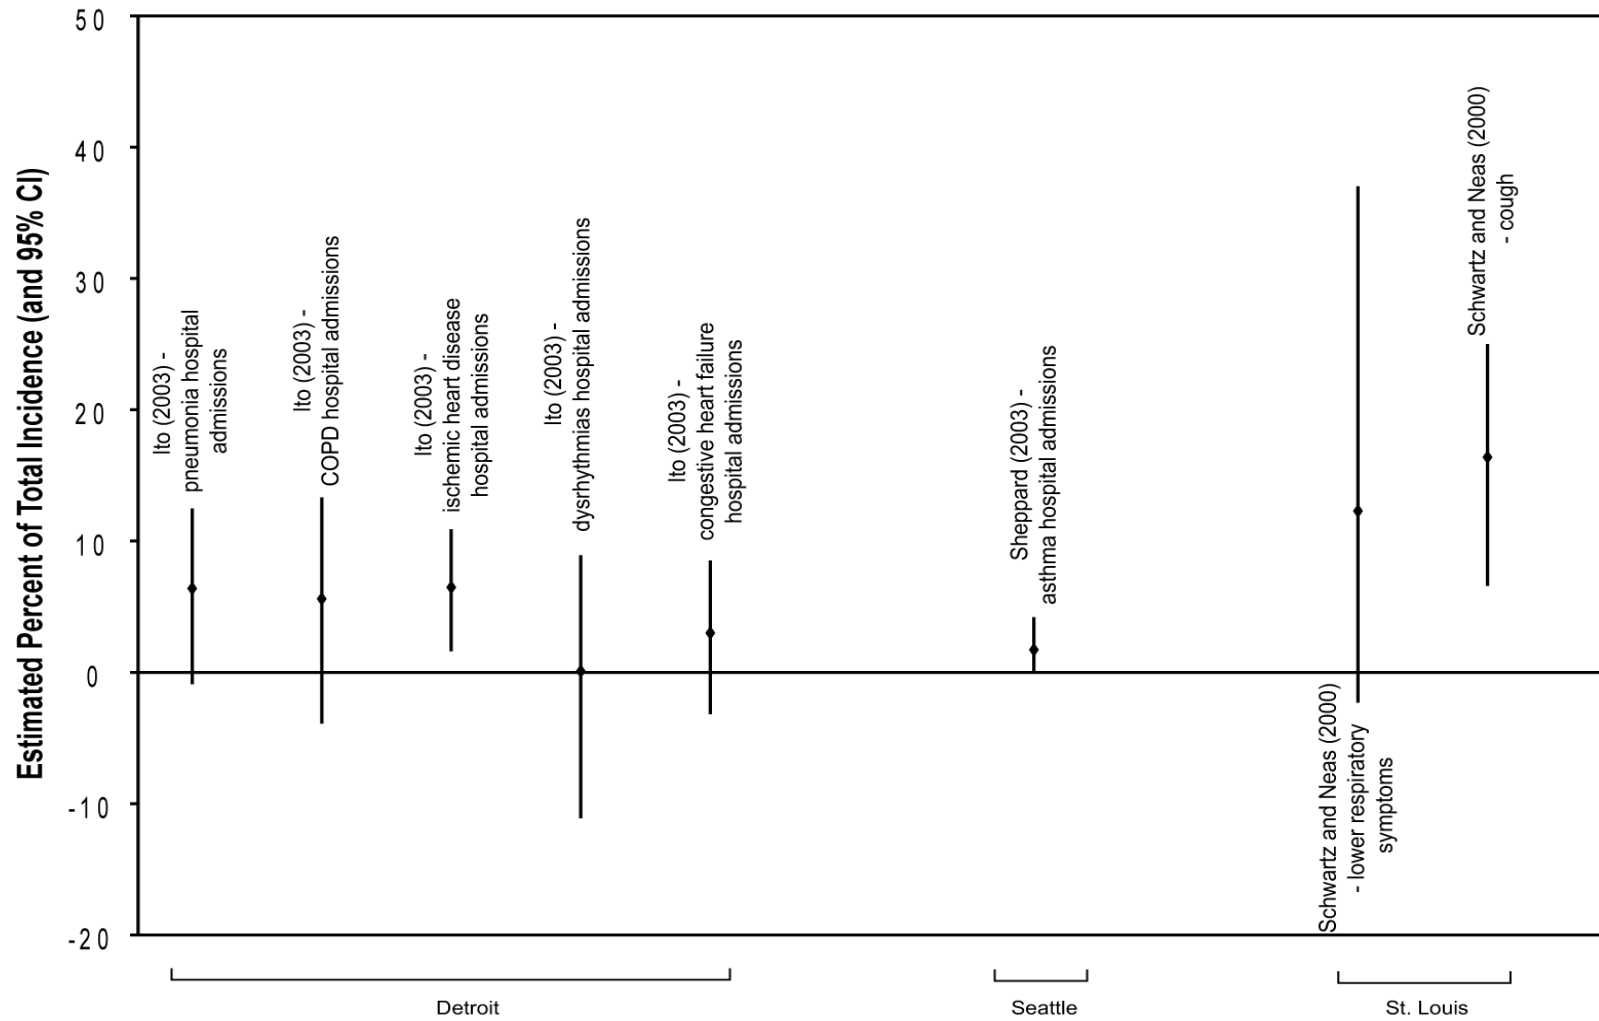 Estimated Percent of Total Incidence (and 95% CI)
50
40
30
20
10
0
-10
-20
Ito (2003) -
pneumonia hospital
admissions
Ito (2003) -
COPD hospital admissions
Ito (2003) -
ischemic heart disease
hospital admissions
Ito (2003) -
dysrhythmias hospital admissions
Ito (2003) -
congestive heart failure
hospital admissions
Sheppard (2003) -
asthma hospital admissions
Schwartz and Neas (2000)
- lower respiratory
symptoms
Schwartz and Neas (2000)
- cough
Detroit
Seattle
St. Louis